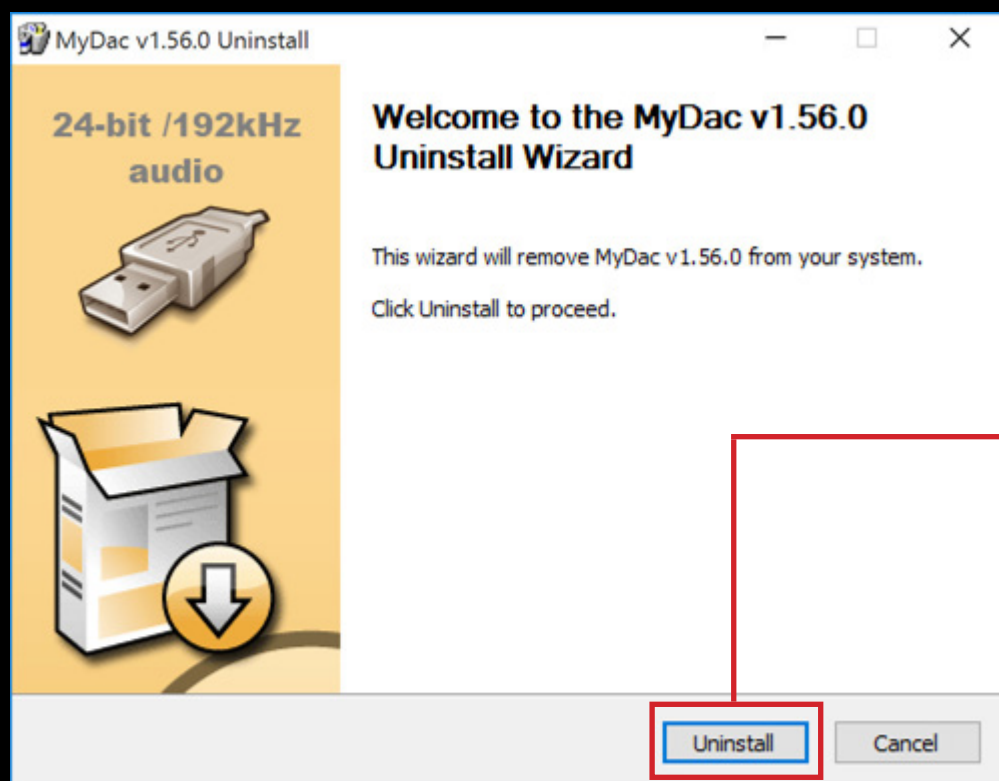 MyDac v1.56.0 Uninstall
24-bit /192kHz
audio
Welcome to the MyDac v1.56.0
Uninstall Wizard
This wizard will remove MyDac v1.56.0 from your system.
Click Uninstall to proceed.
Uninstall
Cancel